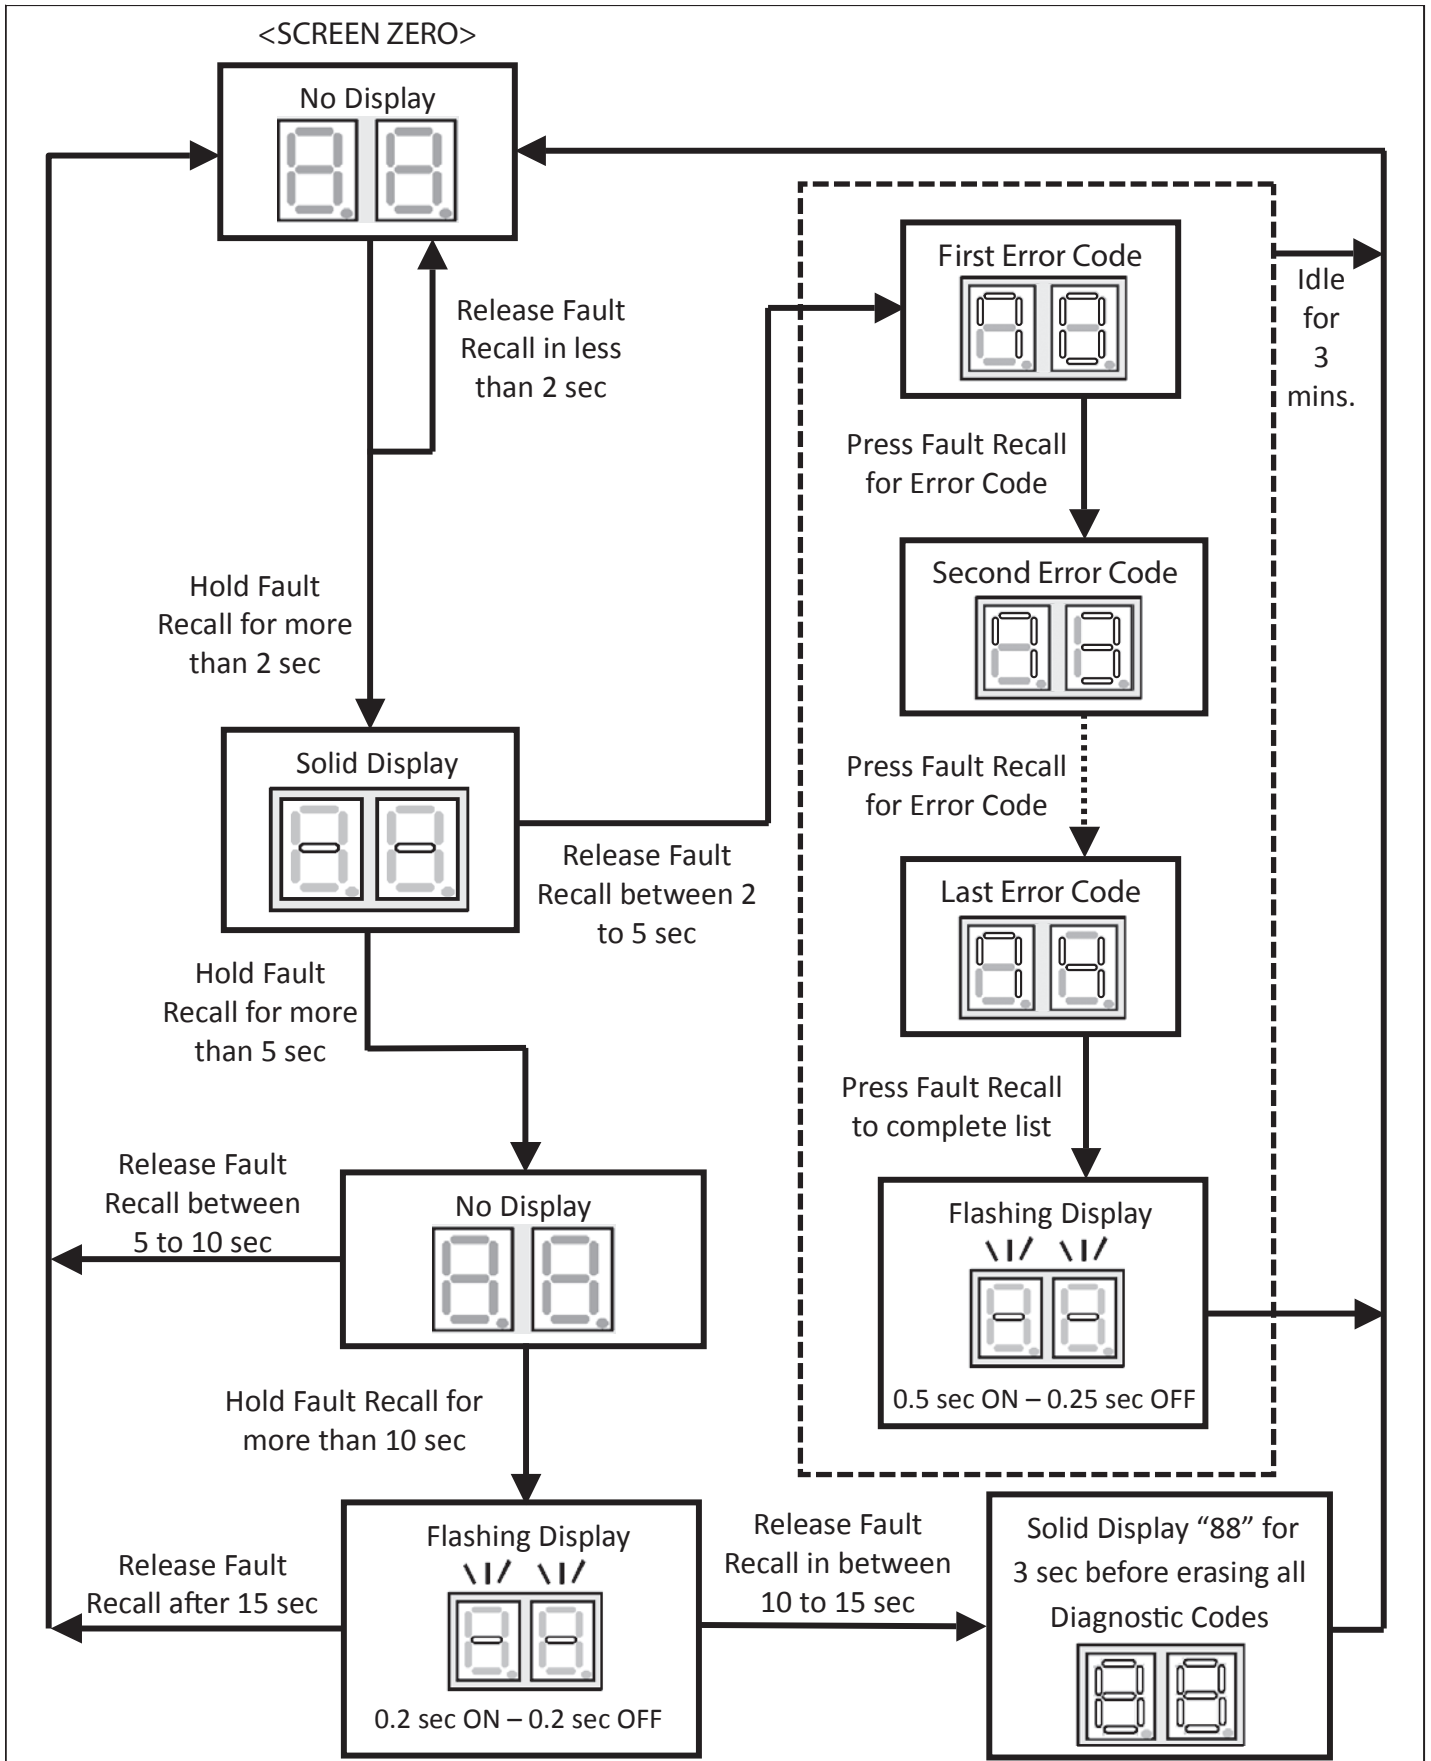 <SCREEN ZERO>
No Display
Release Fault
Recall in less
than 2 sec
Hold Fault
Recall for more
than 2 sec
Solid Display
- -
Release Fault
Recall between 2
to 5 sec
Hold Fault
Recall for more
than 5 sec
No Display
Release Fault
Recall between
5 to 10 sec
Hold Fault Recall for
more than 10 sec
Flashing Display
- -
0.2 sec ON – 0.2 sec OFF
Release Fault
Recall after 15 sec
Release Fault
Recall in between
10 to 15 sec
Solid Display “88” for
3 sec before erasing all
Diagnostic Codes
88
First Error Code
70
Press Fault Recall
for Error Code
Second Error Code
73
Press Fault Recall
for Error Code
Last Error Code
74
Press Fault Recall
to complete list
Flashing Display
- -
0.5 sec ON – 0.25 sec OFF
Idle
for
3
mins.